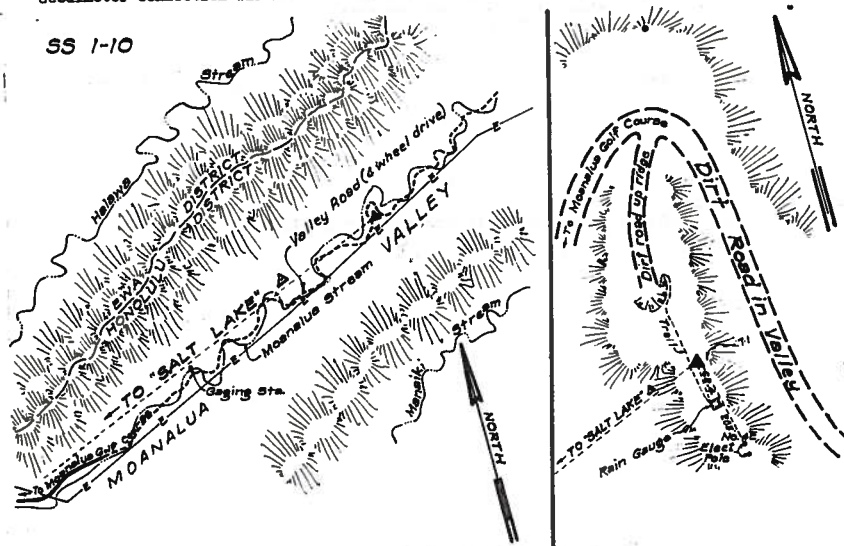 SS 1-10
Stream
Halawa
EWA DISTRICT
HONOLULU DISTRICT
Valley Road (4 wheel drive)
← TO "SALT LAKE" △
MOANALUA VALLEY
Moanalua Stream
Gaging Sta.
← To Moanalua Golf Course
Stream
NORTH
← To Moanalua Golf Course
Dirt road up ridge
Dirt Road in Valley
NORTH
Trail
T-1
← TO "SALT LAKE" △
Rain Gauge
Elect.
Pole